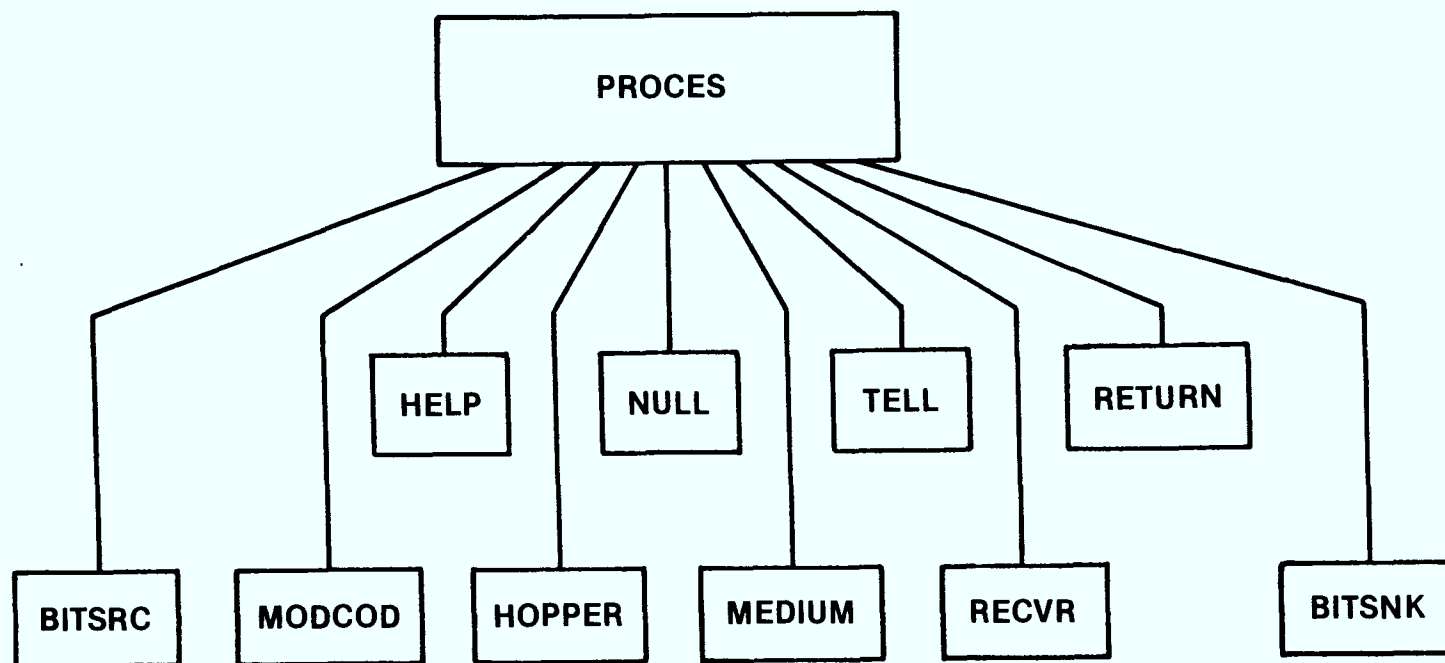 PROCES
HELP
NULL
TELL
RETURN
BITSRC
MODCOD
HOPPER
MEDIUM
RECVR
BITSNK